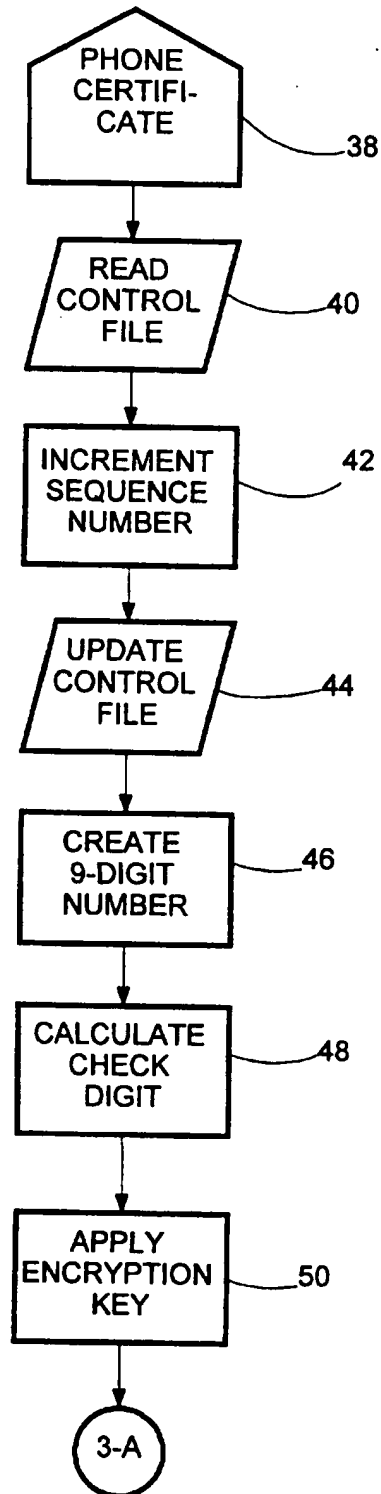 PHONE
CERTIFI-
CATE
38
READ
CONTROL
FILE
40
INCREMENT
SEQUENCE
NUMBER
42
UPDATE
CONTROL
FILE
44
CREATE
9-DIGIT
NUMBER
46
CALCULATE
CHECK
DIGIT
48
APPLY
ENCRYPTION
KEY
50
3-A